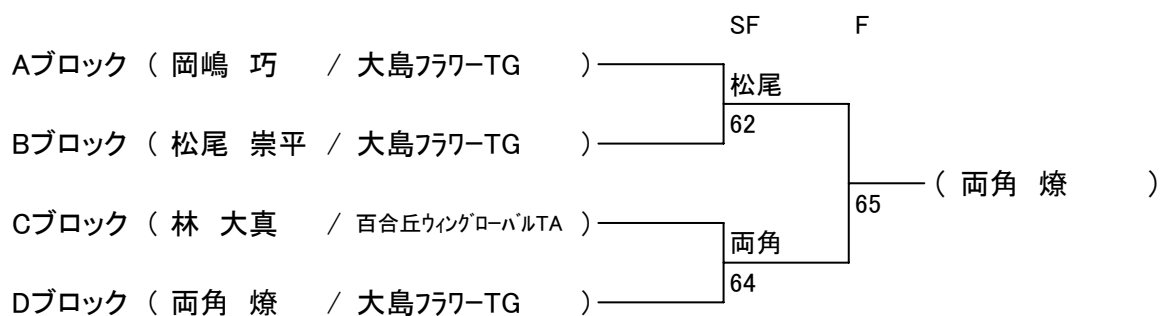 SF F
Aブロック ( 岡嶋 巧 / 大島ﾌﾗﾜｰTG )
松尾
62
Bブロック ( 松尾 崇平 / 大島ﾌﾗﾜｰTG )
( 両角 燎 )
65
Cブロック ( 林 大真 / 百合丘ｳｨﾝｸﾞﾛｰﾊﾞﾙTA )
両角
64
Dブロック ( 両角 燎 / 大島ﾌﾗﾜｰTG )